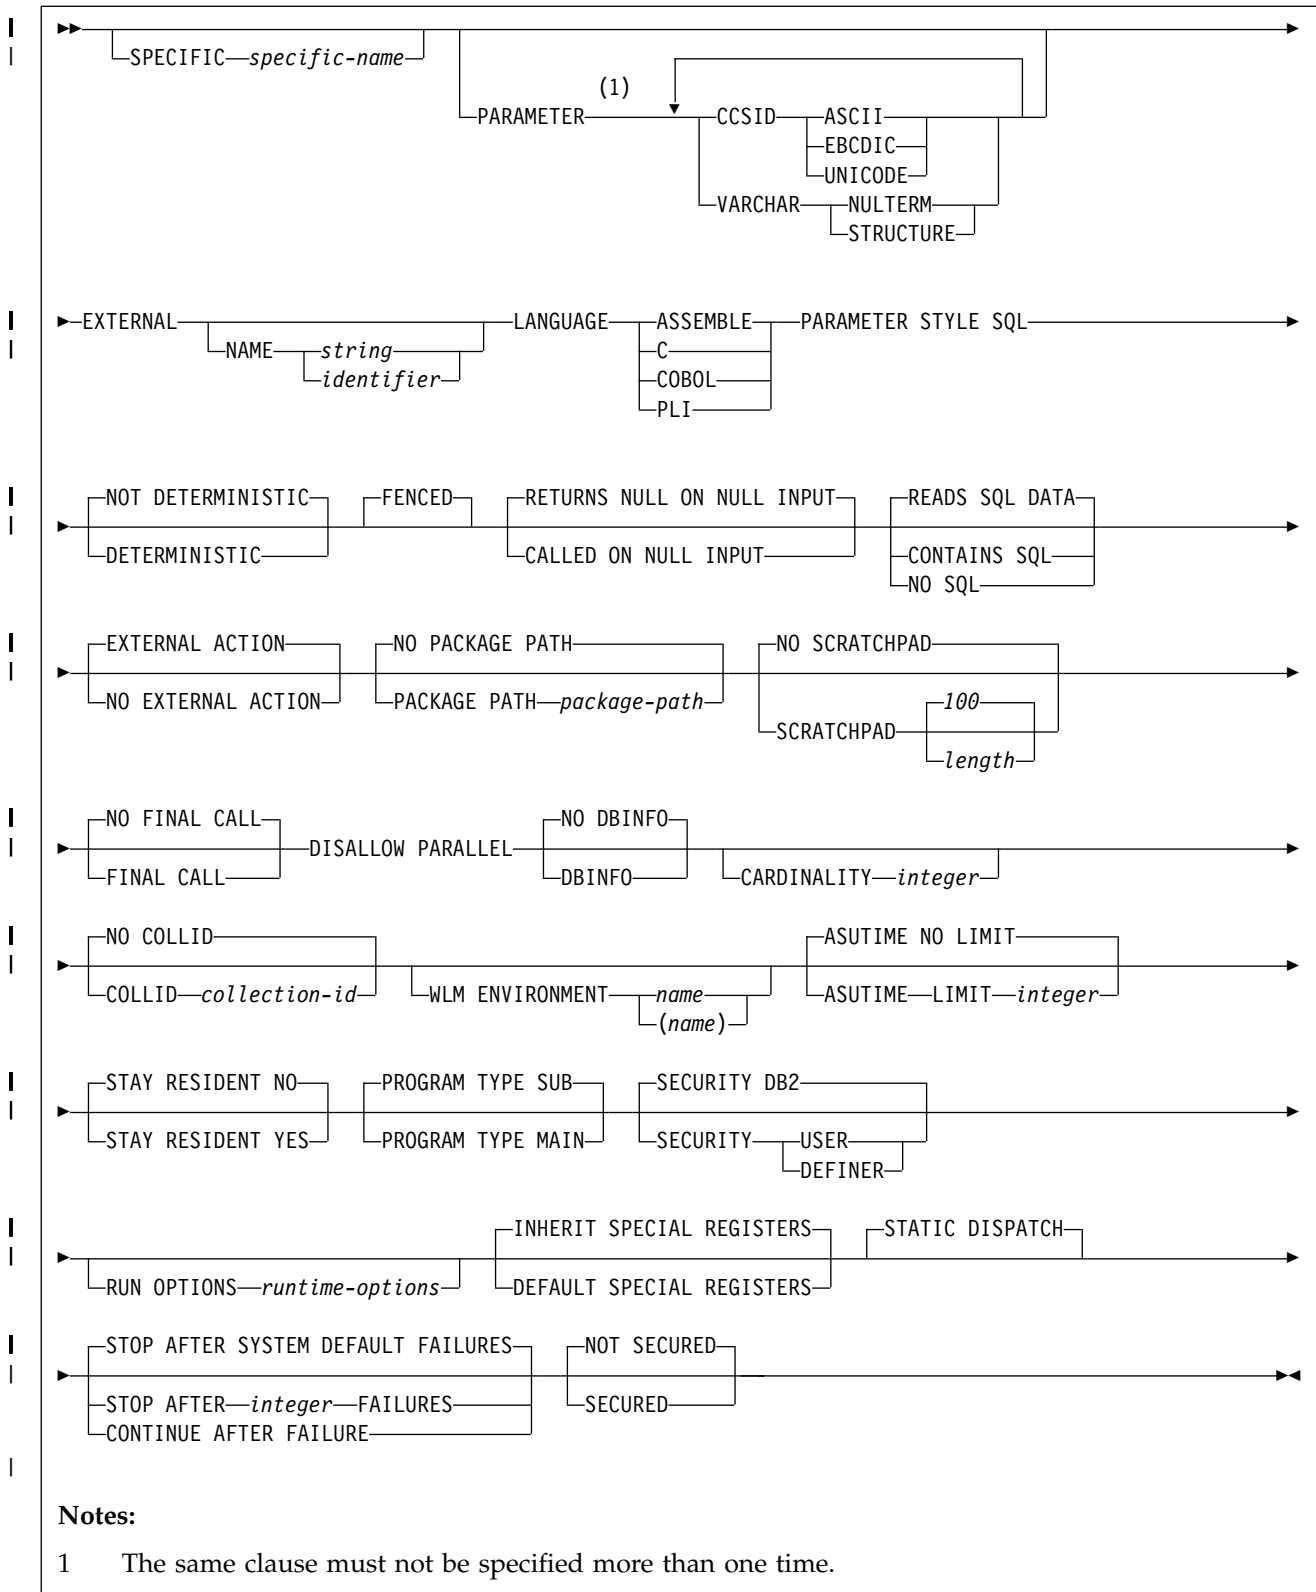 SPECIFIC specific-name
(1)
PARAMETER CCSID ASCII
EBCDIC
UNICODE
VARCHAR NULTERM
STRUCTURE
EXTERNAL LANGUAGE ASSEMBLE PARAMETER STYLE SQL
NAME string C
identifier COBOL
PLI
NOT DETERMINISTIC FENCED RETURNS NULL ON NULL INPUT READS SQL DATA
DETERMINISTIC CALLED ON NULL INPUT CONTAINS SQL
NO SQL
EXTERNAL ACTION NO PACKAGE PATH NO SCRATCHPAD
NO EXTERNAL ACTION PACKAGE PATH package-path 100
SCRATCHPAD
length
NO FINAL CALL DISALLOW PARALLEL NO DBINFO
FINAL CALL DBINFO CARDINALITY integer
NO COLLID ASUTIME NO LIMIT
COLLID collection-id WLM ENVIRONMENT name ASUTIME LIMIT integer
(name)
STAY RESIDENT NO PROGRAM TYPE SUB SECURITY DB2
STAY RESIDENT YES PROGRAM TYPE MAIN SECURITY USER
DEFINER
INHERIT SPECIAL REGISTERS STATIC DISPATCH
RUN OPTIONS runtime-options DEFAULT SPECIAL REGISTERS
STOP AFTER SYSTEM DEFAULT FAILURES NOT SECURED
STOP AFTER integer FAILURES SECURED
CONTINUE AFTER FAILURE
Notes:
1 The same clause must not be specified more than one time.